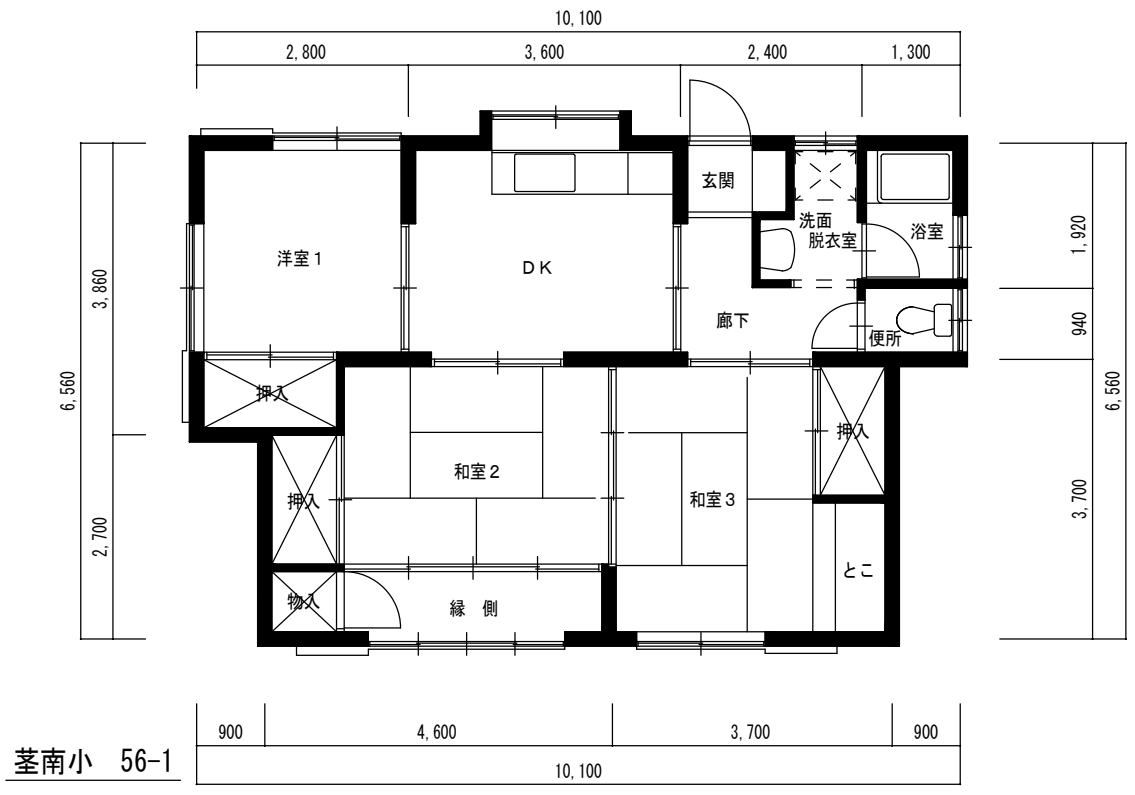 10,100
2,800
3,600
2,400
1,300
玄関
洗面
脱衣室
浴室
洋室1
DK
廊下
便所
3,860
6,560
2,700
1,920
940
3,700
6,560
押入
押入
和室2
和室3
押入
とこ
物入
縁 側
900
4,600
3,700
900
10,100
茎南小 56-1